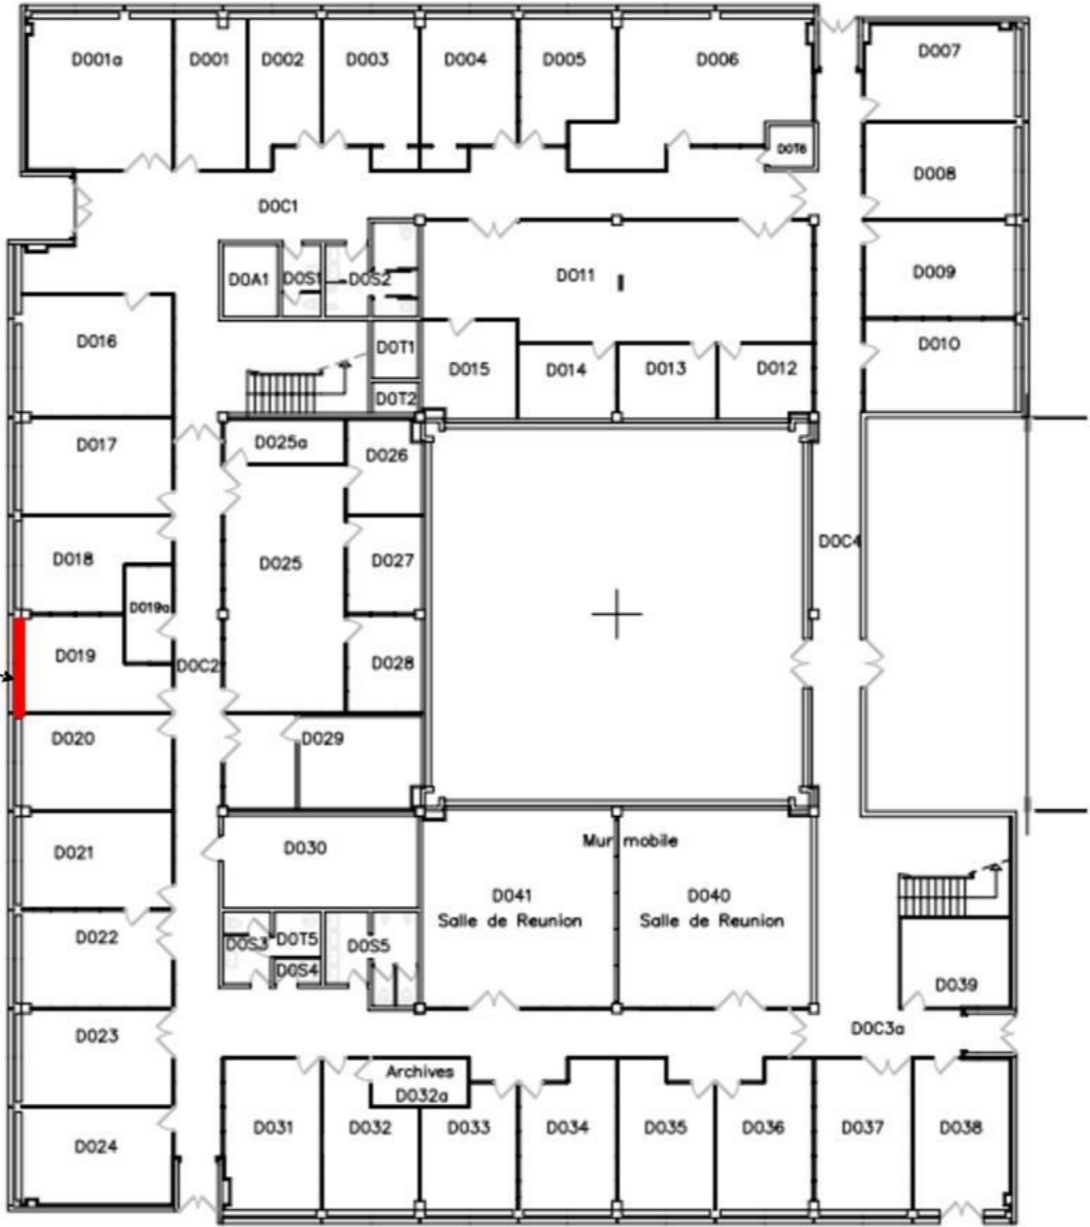 D001a D001 D002 D003 D004 D005 D006 D007
D0T6
D008
D0C1
D0A1 D0S1 D0S2 D011 D009
D016 D0T1 D015 D014 D013 D012 D010
D0T2
D017 D025a D026
D018 D025 D027 D0C4
D019a
D019 D0C2 D028
D020 D029
D021 D030 Mur mobile
D041 D040
Salle de Reunion Salle de Reunion
D022 D0S3 D0T5 D0S5
D0S4 D039
D023 D0C3a
Archives
D032a
D024 D031 D032 D033 D034 D035 D036 D037 D038